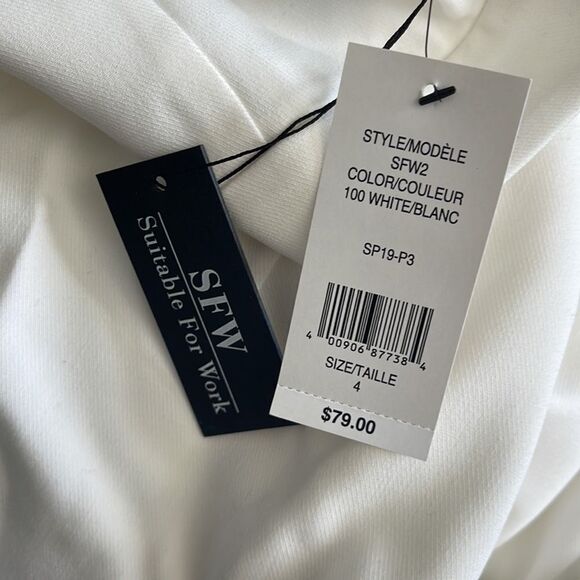 SFW
Suitable For Work
STYLE/MODÈLE
SFW2
COLOR/COULEUR
100 WHITE/BLANC
SP19-P3
4 00906 87738 4
SIZE/TAILLE
4
$79.00